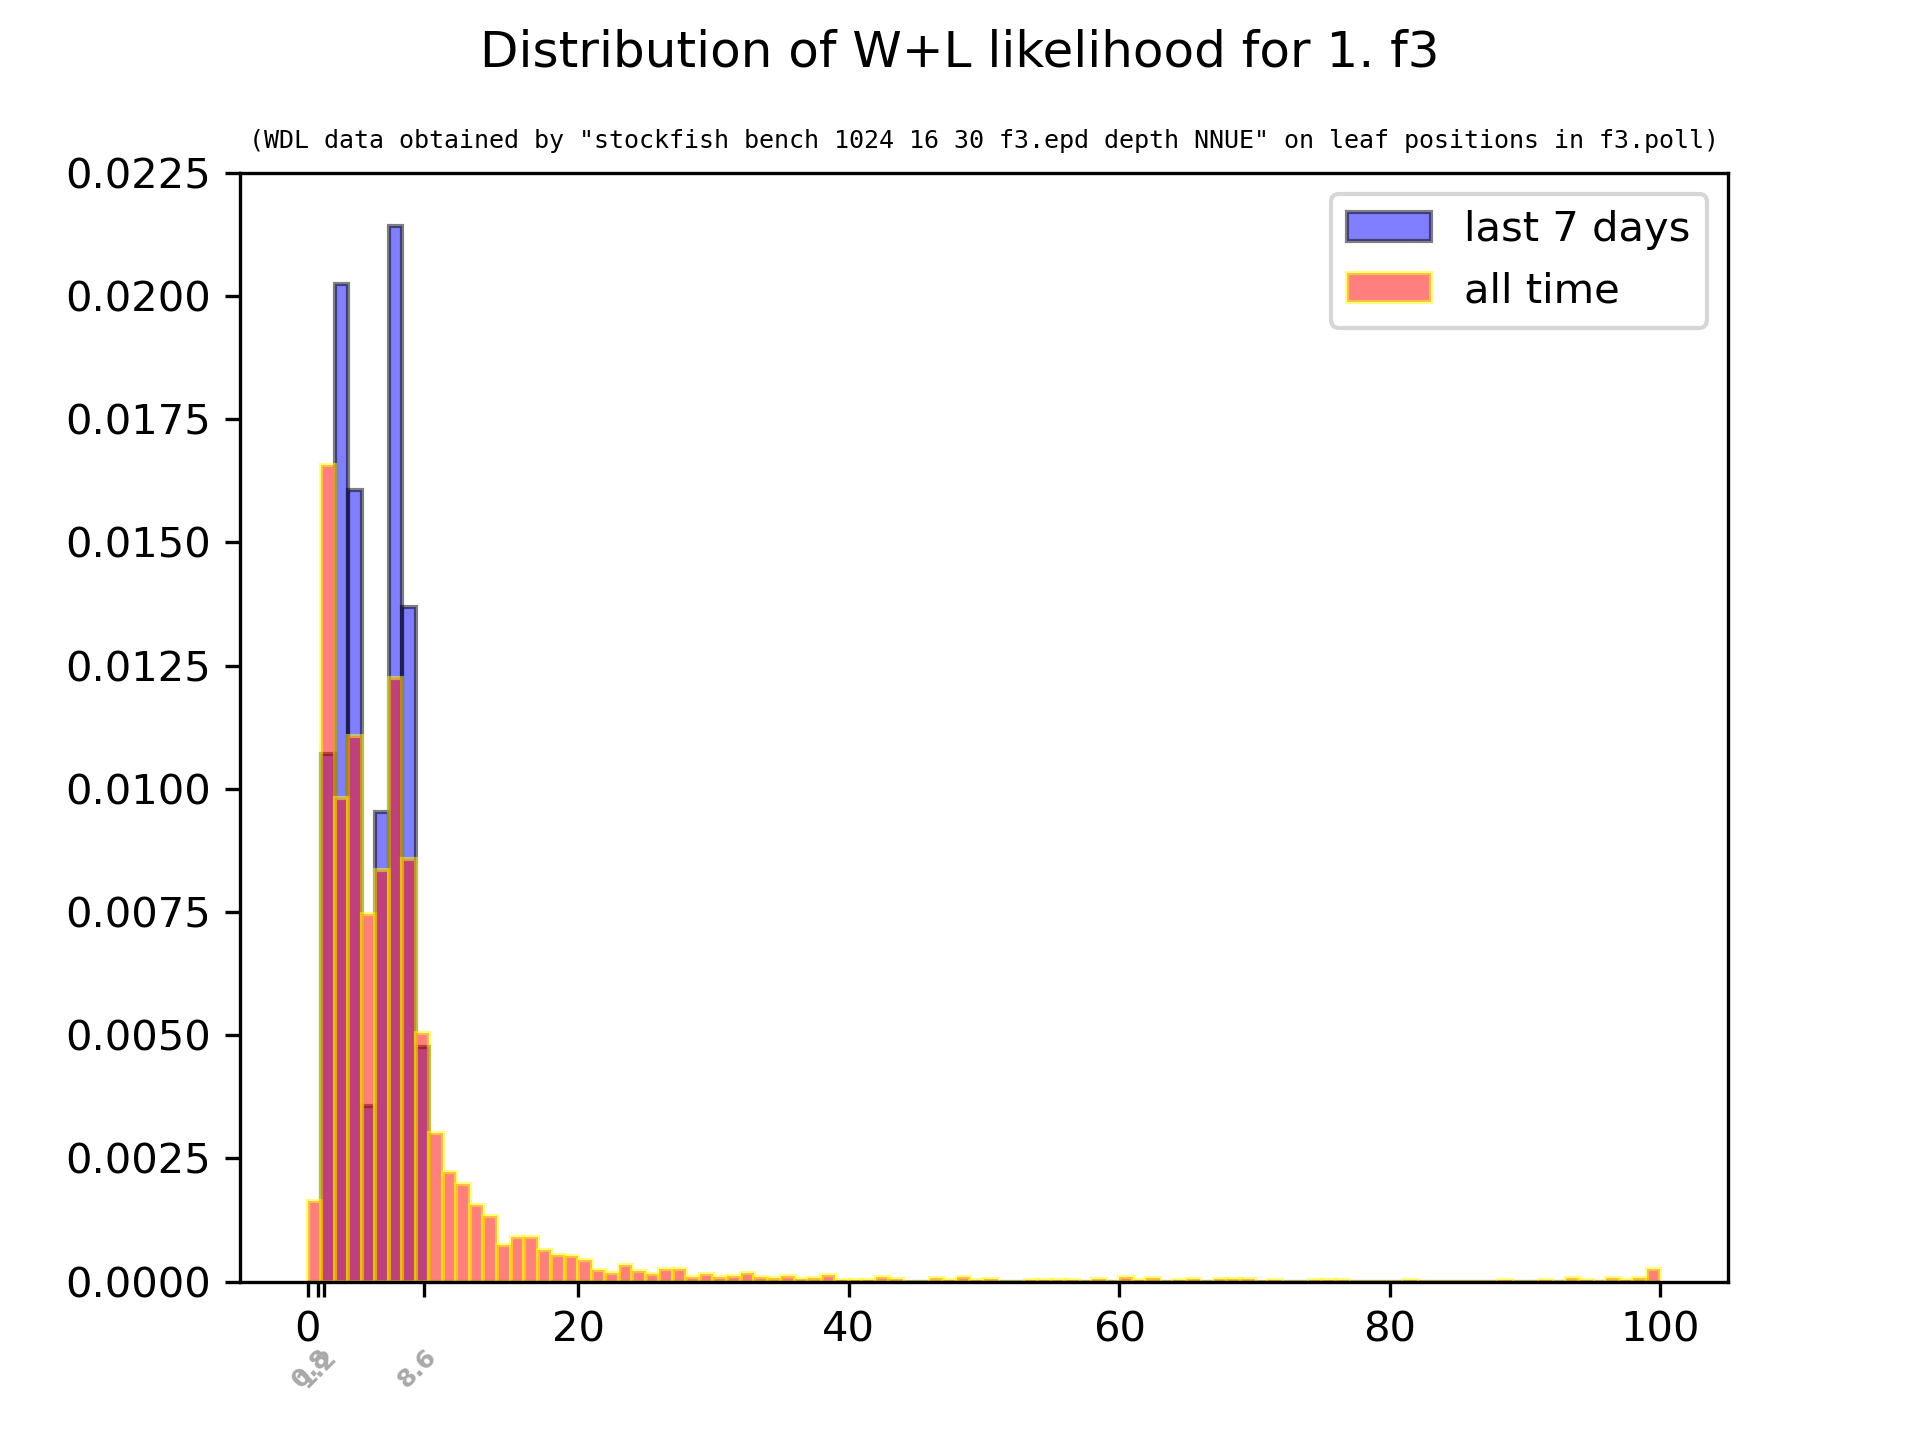 Distribution of W+L likelihood for 1. f3
(WDL data obtained by "stockfish bench 1024 16 30 f3.epd depth NNUE" on leaf positions in f3.poll)
last 7 days
all time
0.0225
0.0200
0.0175
0.0150
0.0125
0.0100
0.0075
0.0050
0.0025
0.0000
0 20 40 60 80 100
8.6